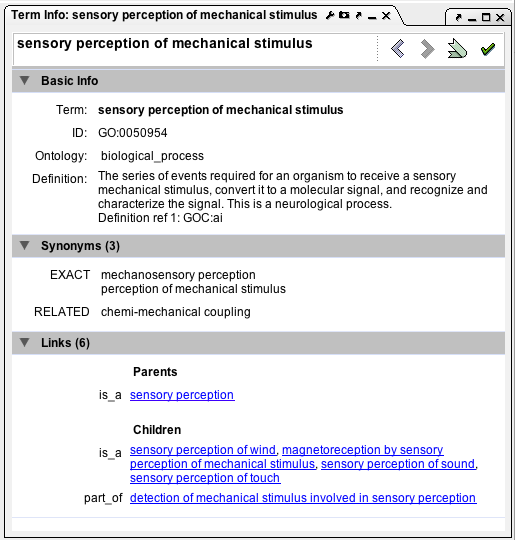 Term Info: sensory perception of mechanical stimulus
sensory perception of mechanical stimulus
Basic Info
Term: sensory perception of mechanical stimulus
ID: GO:0050954
Ontology: biological_process
Definition: The series of events required for an organism to receive a sensory
mechanical stimulus, convert it to a molecular signal, and recognize and
characterize the signal. This is a neurological process.
Definition ref 1: GOC:ai
Synonyms (3)
EXACT mechanosensory perception
perception of mechanical stimulus
RELATED chemi-mechanical coupling
Links (6)
Parents
is_a sensory perception
Children
is_a sensory perception of wind, magnetoreception by sensory
perception of mechanical stimulus, sensory perception of sound,
sensory perception of touch
part_of detection of mechanical stimulus involved in sensory perception